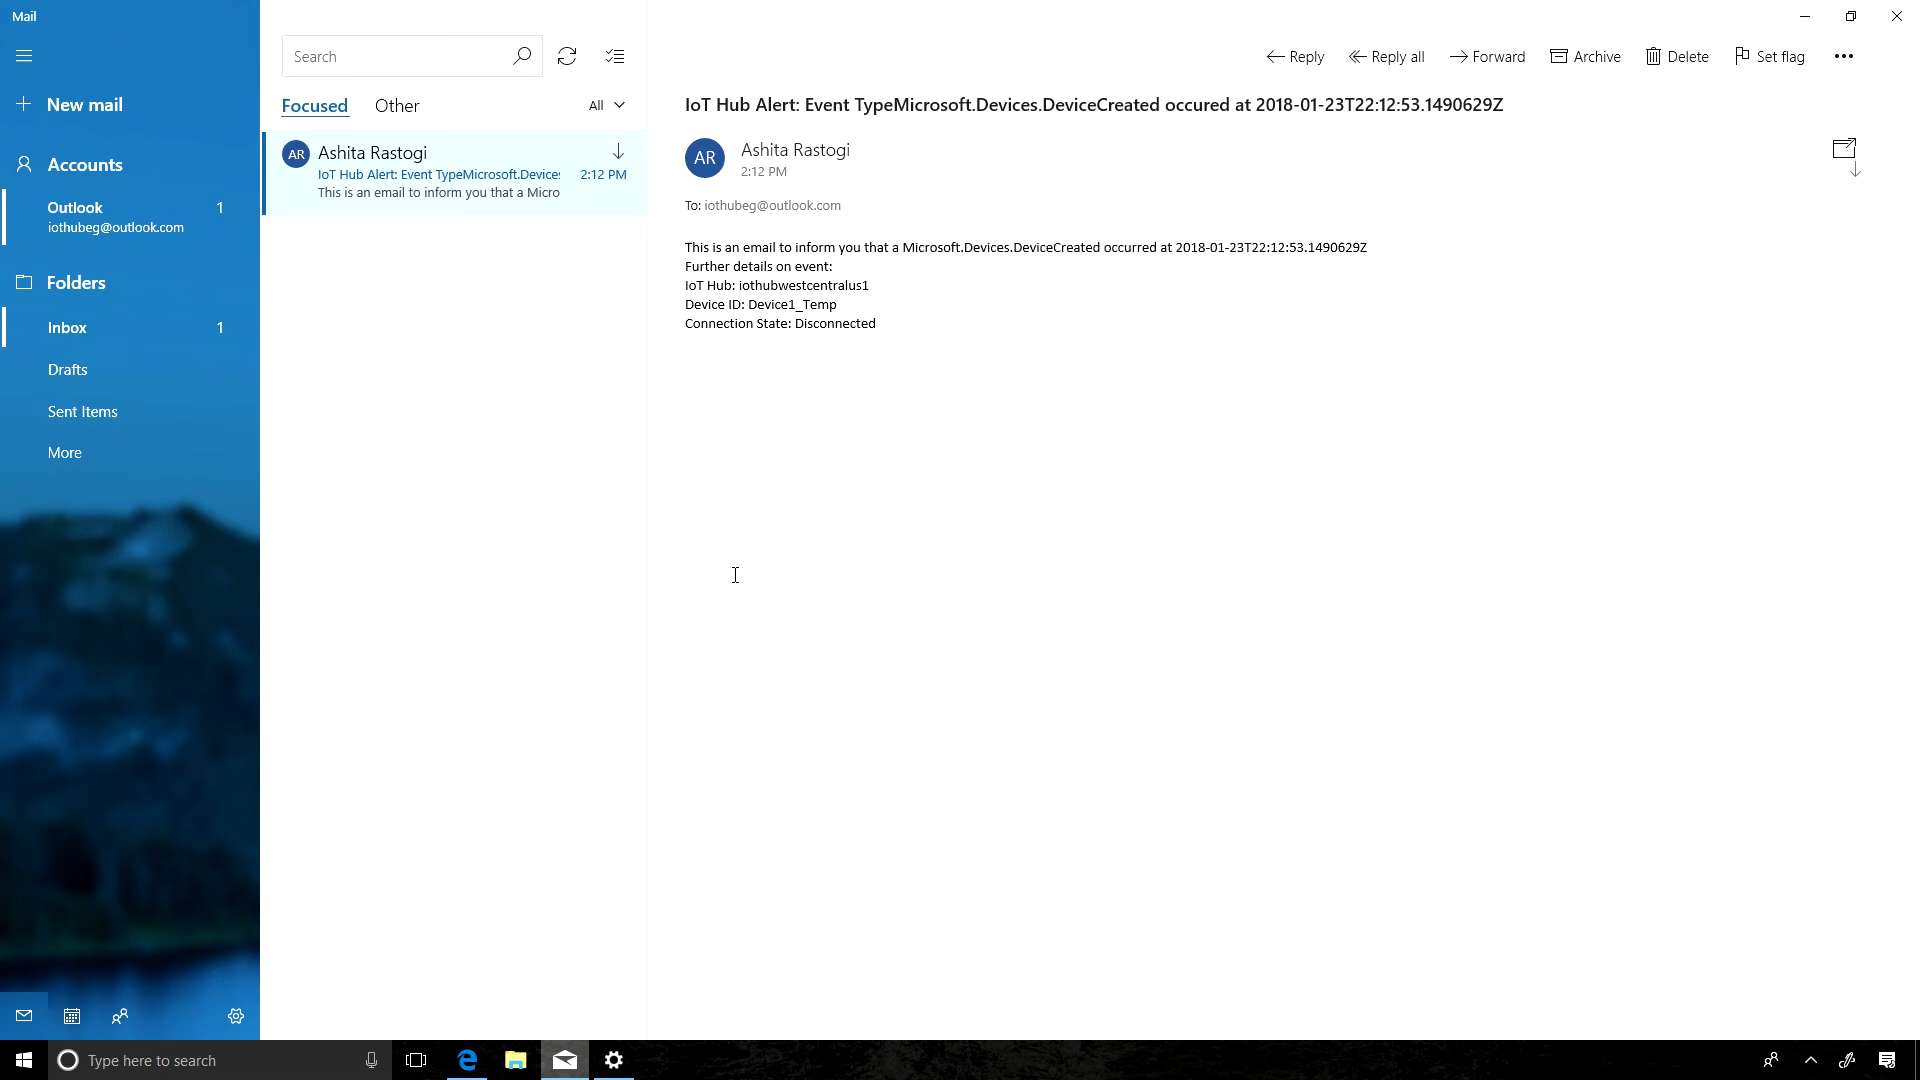 Mail
Search
Reply
Reply all
Forward
Archive
Delete
Set flag
New mail
Focused
Other
All
IoT Hub Alert: Event TypeMicrosoft.Devices.DeviceCreated occured at 2018-01-23T22:12:53.1490629Z
Accounts
AR
Ashita Rastogi
IoT Hub Alert: Event TypeMicrosoft.Device: 2:12 PM
This is an email to inform you that a Micro
AR
Ashita Rastogi
2:12 PM
Outlook 1
iothubeg@outlook.com
To: iothubeg@outlook.com
Folders
This is an email to inform you that a Microsoft.Devices.DeviceCreated occurred at 2018-01-23T22:12:53.1490629Z
Further details on event:
IoT Hub: iothubwestcentralus1
Device ID: Device1_Temp
Connection State: Disconnected
Inbox 1
Drafts
Sent Items
More
Type here to search